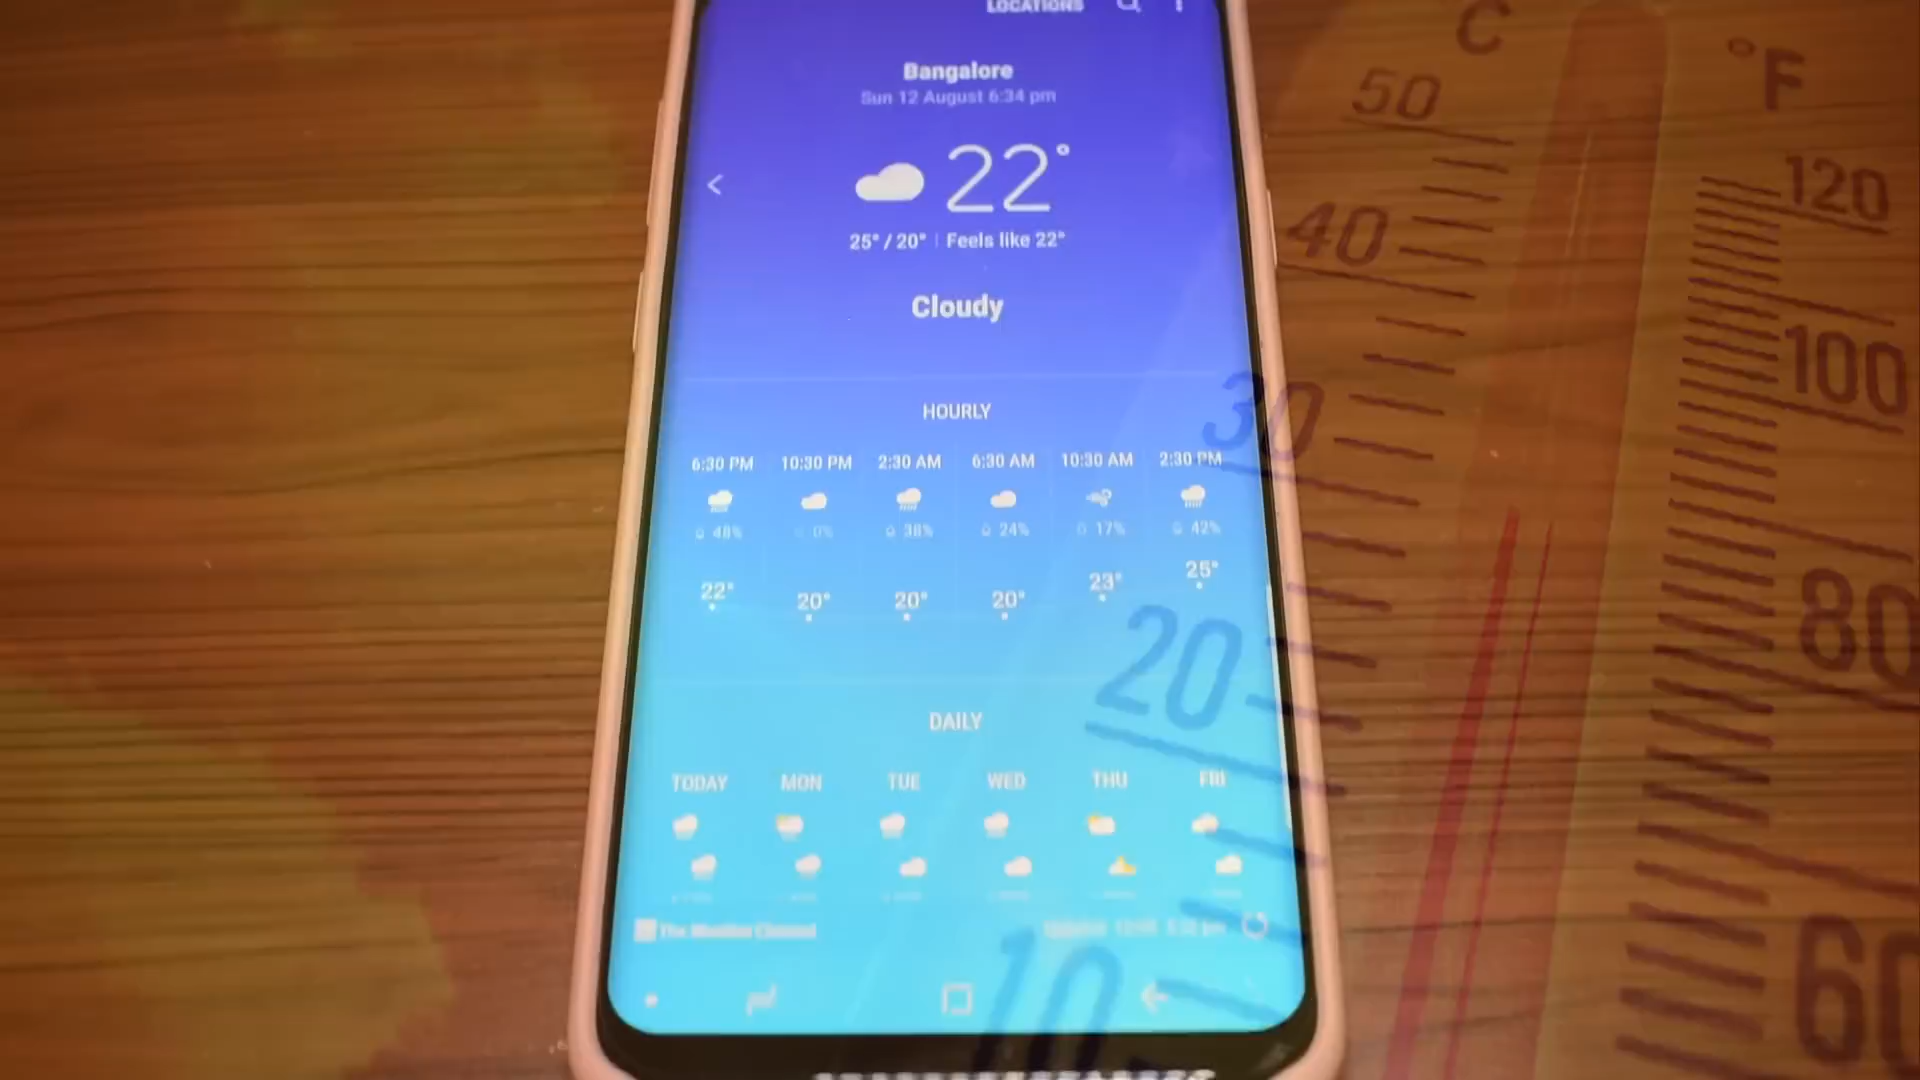 LOCATIONS
Bangalore
Sun 12 August 6:34 pm
22°
25° / 20° | Feels like 22°
Cloudy
HOURLY
6:30 PM 10:30 PM 2:30 AM 6:30 AM 10:30 AM 2:30 PM
48% 0% 38% 24% 17% 42%
22° 20° 20° 20° 23° 25°
DAILY
TODAY MON TUE WED THU FRI
The Weather Channel
C
°F
50
40
30
20
10
120
100
80
60